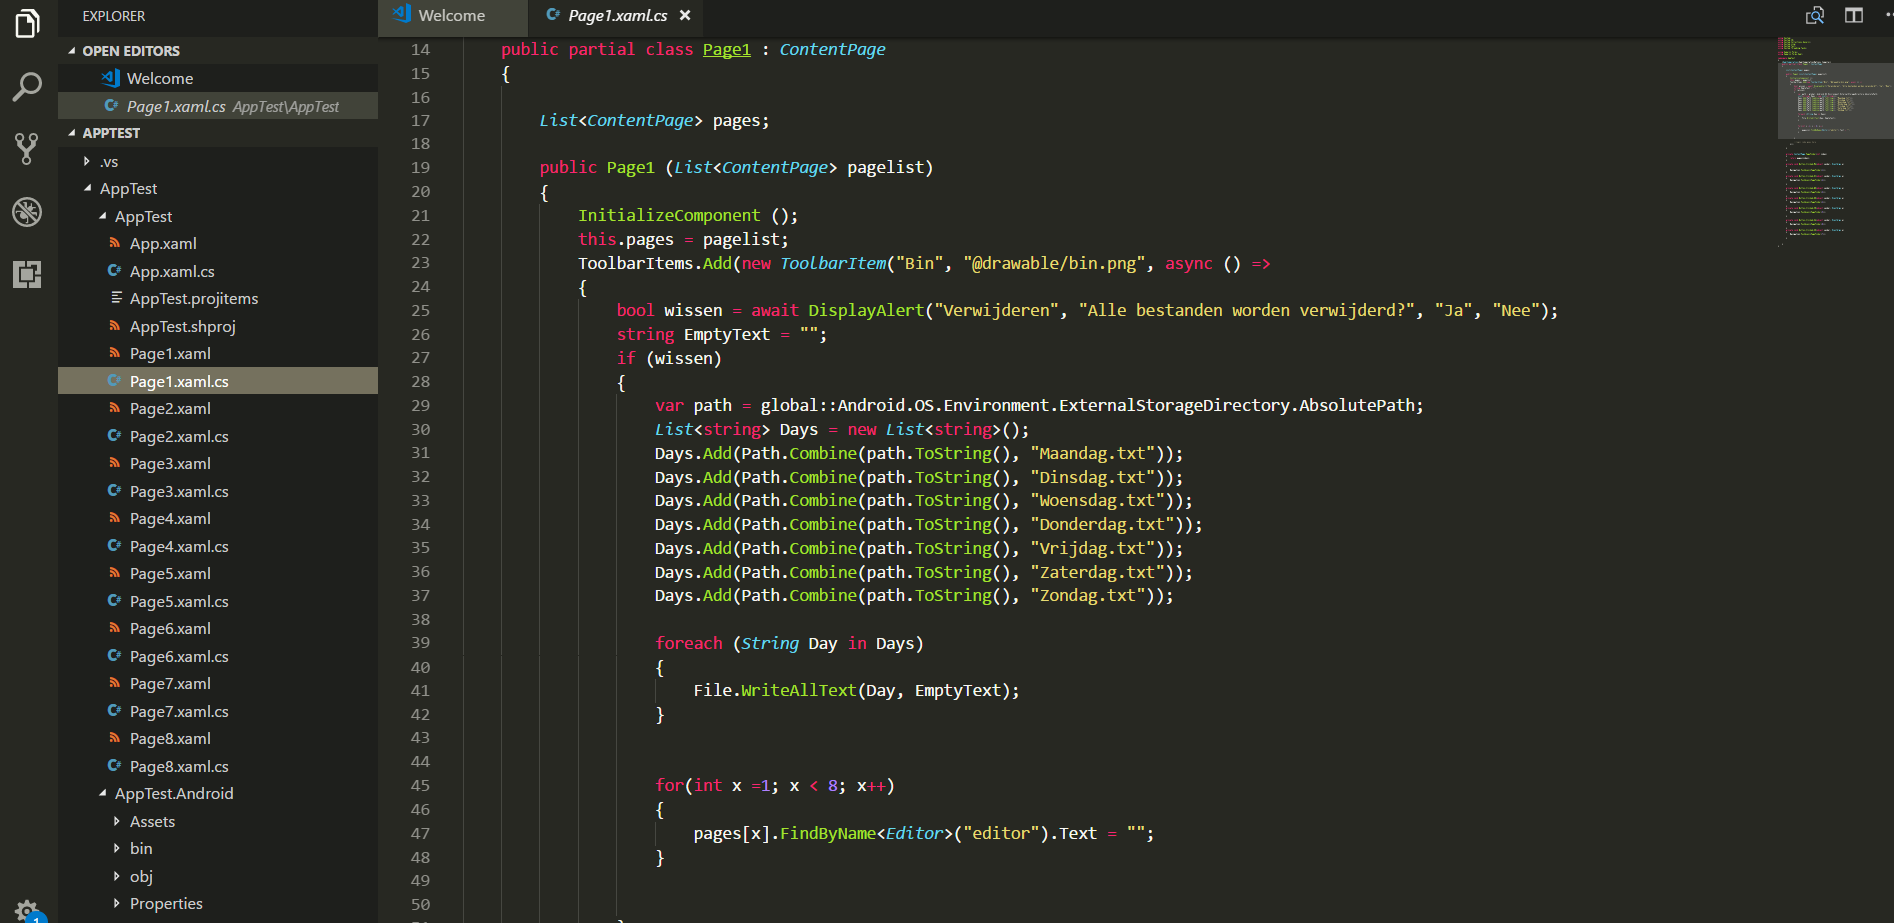 EXPLORER
OPEN EDITORS
Welcome
Page1.xaml.cs AppTest\AppTest
APPTEST
.vs
AppTest
AppTest
App.xaml
App.xaml.cs
AppTest.projitems
AppTest.shproj
Page1.xaml
Page1.xaml.cs
Page2.xaml
Page2.xaml.cs
Page3.xaml
Page3.xaml.cs
Page4.xaml
Page4.xaml.cs
Page5.xaml
Page5.xaml.cs
Page6.xaml
Page6.xaml.cs
Page7.xaml
Page7.xaml.cs
Page8.xaml
Page8.xaml.cs
AppTest.Android
Assets
bin
obj
Properties
1
Welcome
Page1.xaml.cs
14 public partial class Page1 : ContentPage
15 {
16
17 List<ContentPage> pages;
18
19 public Page1 (List<ContentPage> pagelist)
20 {
21 InitializeComponent ();
22 this.pages = pagelist;
23 ToolbarItems.Add(new ToolbarItem("Bin", "@drawable/bin.png", async () =>
24 {
25 bool wissen = await DisplayAlert("Verwijderen", "Alle bestanden worden verwijderd?", "Ja", "Nee");
26 string EmptyText = "";
27 if (wissen)
28 {
29 var path = global::Android.OS.Environment.ExternalStorageDirectory.AbsolutePath;
30 List<string> Days = new List<string>();
31 Days.Add(Path.Combine(path.ToString(), "Maandag.txt"));
32 Days.Add(Path.Combine(path.ToString(), "Dinsdag.txt"));
33 Days.Add(Path.Combine(path.ToString(), "Woensdag.txt"));
34 Days.Add(Path.Combine(path.ToString(), "Donderdag.txt"));
35 Days.Add(Path.Combine(path.ToString(), "Vrijdag.txt"));
36 Days.Add(Path.Combine(path.ToString(), "Zaterdag.txt"));
37 Days.Add(Path.Combine(path.ToString(), "Zondag.txt"));
38
39 foreach (String Day in Days)
40 {
41 File.WriteAllText(Day, EmptyText);
42 }
43
44
45 for(int x =1; x < 8; x++)
46 {
47 pages[x].FindByName<Editor>("editor").Text = "";
48 }
49
50